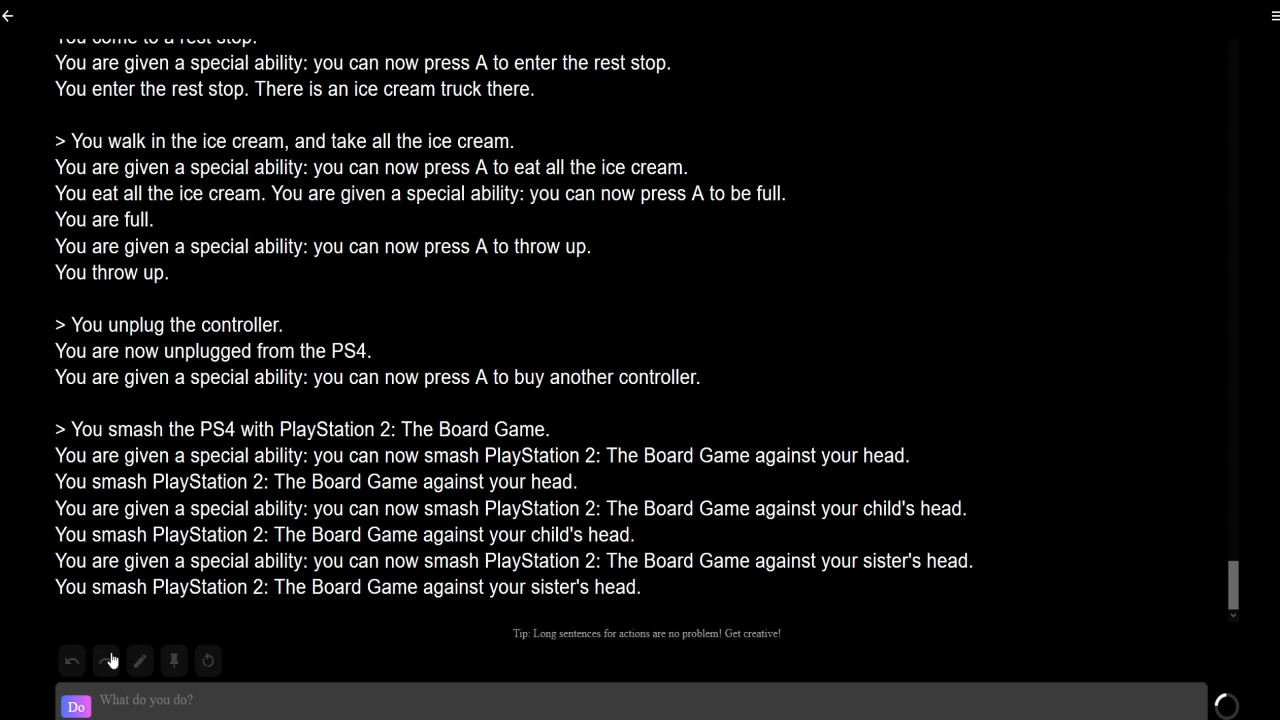 You come to a rest stop.
You are given a special ability: you can now press A to enter the rest stop.
You enter the rest stop. There is an ice cream truck there.
> You walk in the ice cream, and take all the ice cream.
You are given a special ability: you can now press A to eat all the ice cream.
You eat all the ice cream. You are given a special ability: you can now press A to be full.
You are full.
You are given a special ability: you can now press A to throw up.
You throw up.
> You unplug the controller.
You are now unplugged from the PS4.
You are given a special ability: you can now press A to buy another controller.
> You smash the PS4 with PlayStation 2: The Board Game.
You are given a special ability: you can now smash PlayStation 2: The Board Game against your head.
You smash PlayStation 2: The Board Game against your head.
You are given a special ability: you can now smash PlayStation 2: The Board Game against your child's head.
You smash PlayStation 2: The Board Game against your child's head.
You are given a special ability: you can now smash PlayStation 2: The Board Game against your sister's head.
You smash PlayStation 2: The Board Game against your sister's head.
Tip: Long sentences for actions are no problem! Get creative!
Do What do you do?